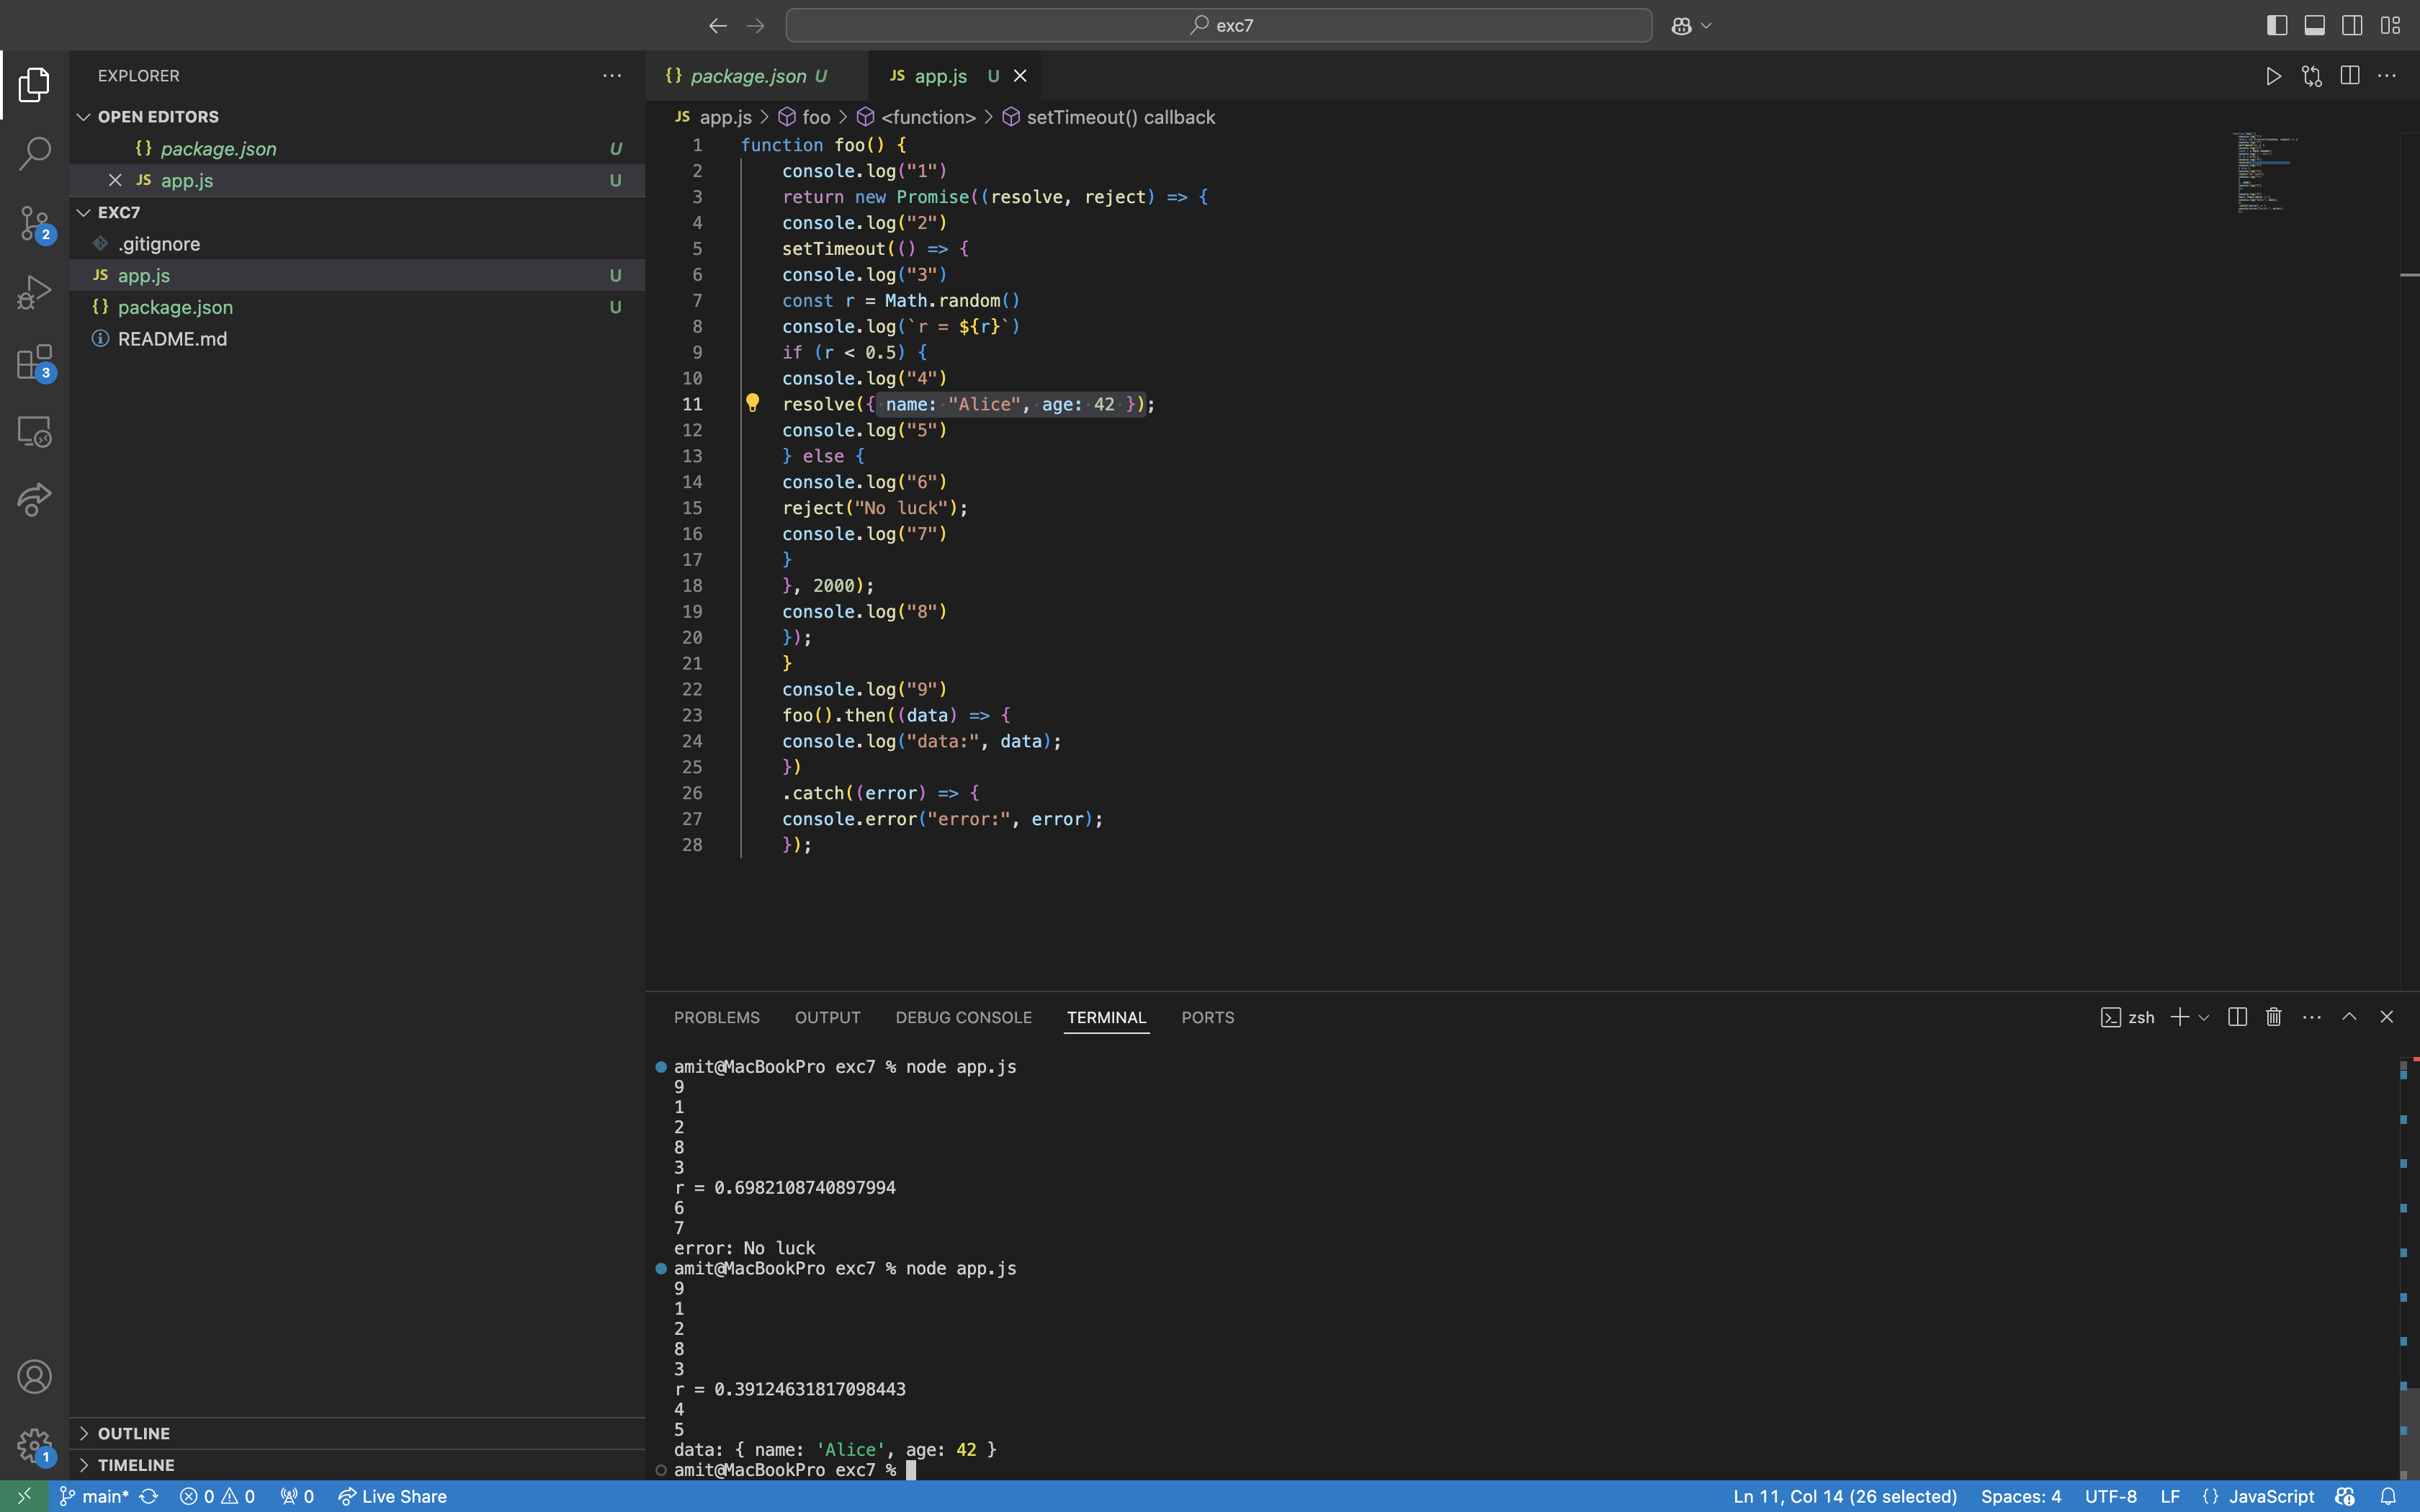 exc7
EXPLORER
OPEN EDITORS
{} package.json U
JS app.js U
EXC7
.gitignore
JS app.js U
{} package.json U
README.md
2
3
1
OUTLINE
TIMELINE
{} package.json U
JS app.js U
JS app.js > foo > <function> > setTimeout() callback
1 function foo() {
2 console.log("1")
3 return new Promise((resolve, reject) => {
4 console.log("2")
5 setTimeout(() => {
6 console.log("3")
7 const r = Math.random()
8 console.log(`r = ${r}`)
9 if (r < 0.5) {
10 console.log("4")
11 resolve({ name: "Alice", age: 42 });
12 console.log("5")
13 } else {
14 console.log("6")
15 reject("No luck");
16 console.log("7")
17 }
18 }, 2000);
19 console.log("8")
20 });
21 }
22 console.log("9")
23 foo().then((data) => {
24 console.log("data:", data);
25 })
26 .catch((error) => {
27 console.error("error:", error);
28 });
PROBLEMS OUTPUT DEBUG CONSOLE TERMINAL PORTS
zsh
amit@MacBookPro exc7 % node app.js
9
1
2
8
3
r = 0.6982108740897994
6
7
error: No luck
amit@MacBookPro exc7 % node app.js
9
1
2
8
3
r = 0.39124631817098443
4
5
data: { name: 'Alice', age: 42 }
amit@MacBookPro exc7 %
main* 0 0 0 Live Share
Ln 11, Col 14 (26 selected) Spaces: 4 UTF-8 LF {} JavaScript